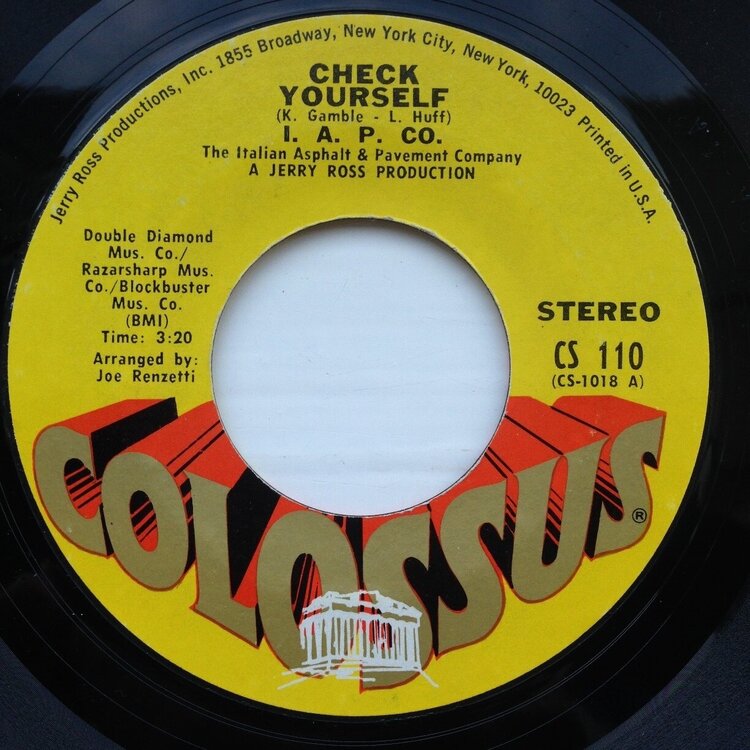 Jerry Ross Productions, Inc. 1855 Broadway, New York City, New York, 10023 Printed in U.S.A.
CHECK
YOURSELF
(K. Gamble - L. Huff)
I. A. P. CO.
The Italian Asphalt & Pavement Company
A JERRY ROSS PRODUCTION
Double Diamond
Mus. Co./
Razarsharp Mus.
Co./Blockbuster
Mus. Co.
(BMI)
Time: 3:20
Arranged by:
Joe Renzetti
STEREO
CS 110
(CS-1018 A)
COLOSSUS®